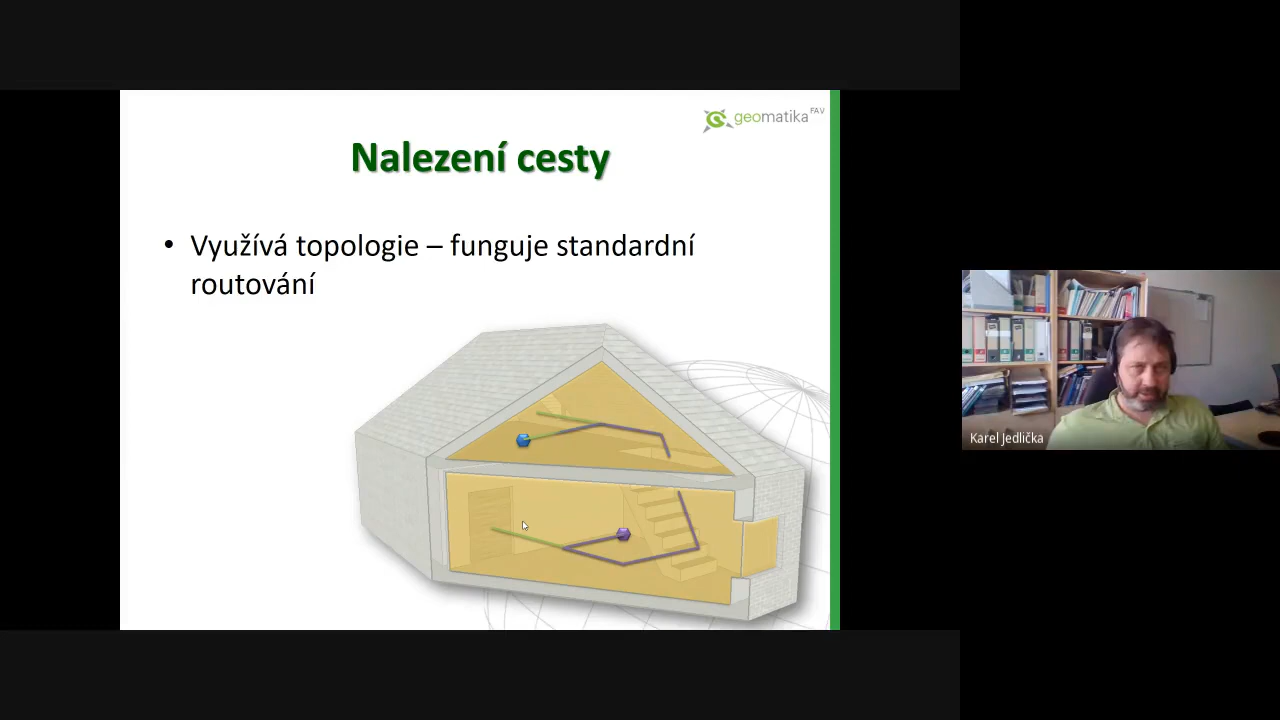 geomatika FAV
Nalezení cesty
• Využívá topologie – funguje standardní
routování
Karel Jedlička